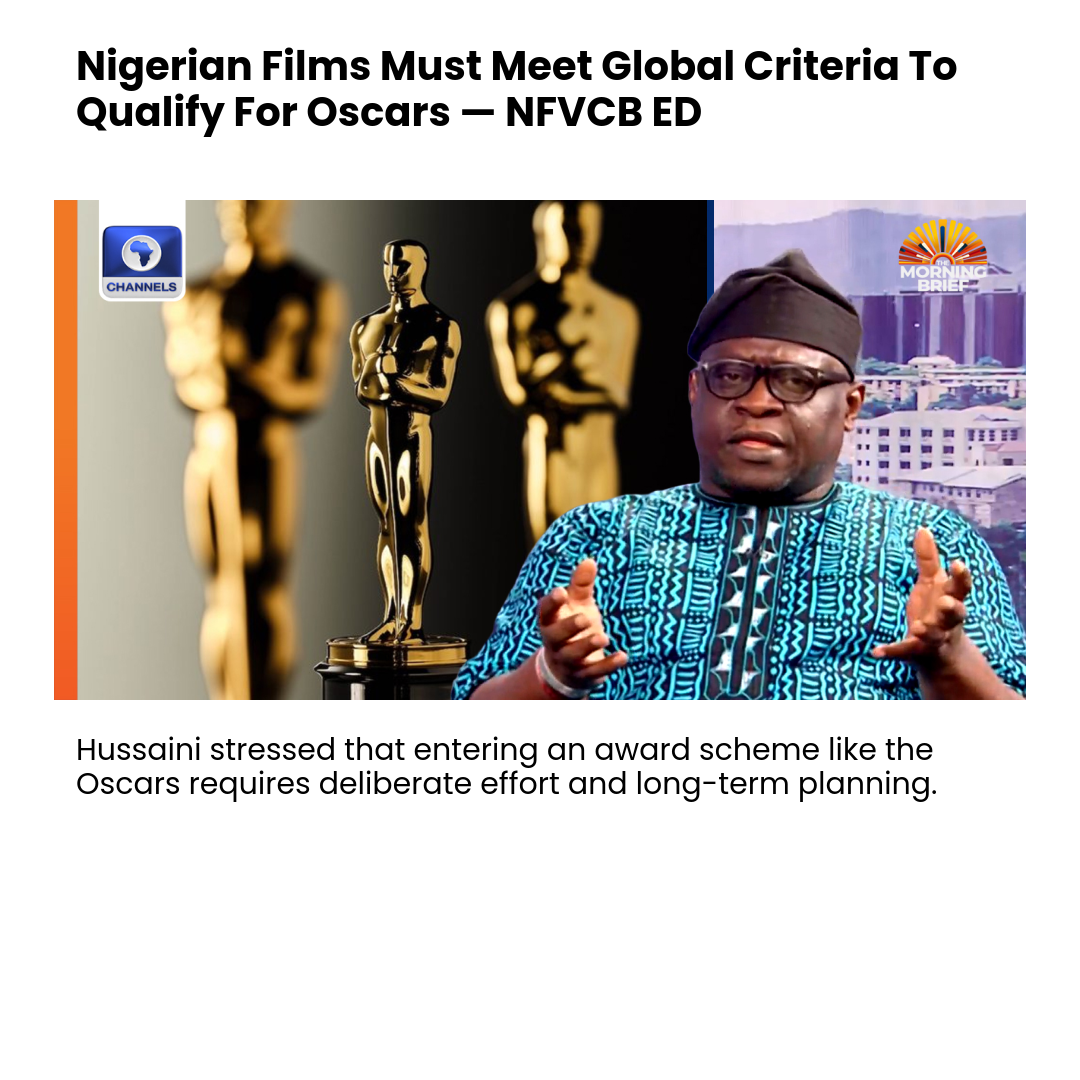 Nigerian Films Must Meet Global Criteria To
Qualify For Oscars — NFVCB ED
CHANNELS
THE
MORNING
BRIEF
Hussaini stressed that entering an award scheme like the
Oscars requires deliberate effort and long-term planning.